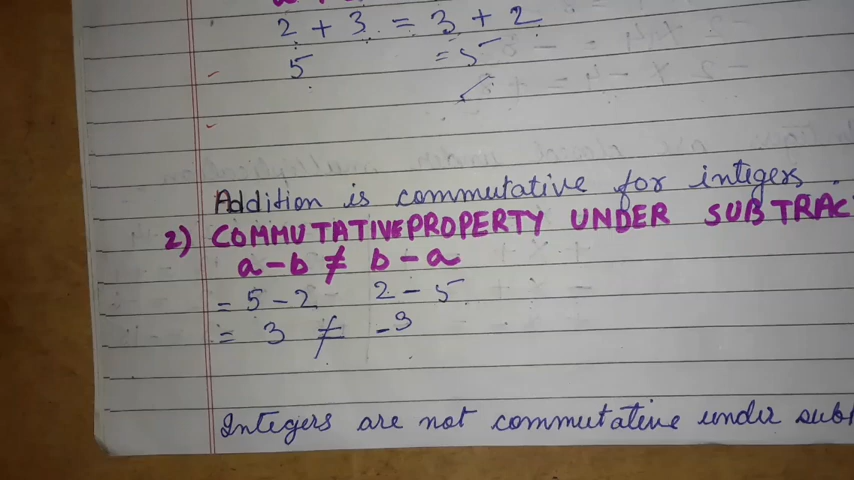 2 + 3 = 3 + 2
5 = 5
Addition is commutative for integers.
2) COMMUTATIVE PROPERTY UNDER SUBTRAC
a - b ≠ b - a
= 5 - 2 2 - 5
= 3 ≠ -3
Integers are not commutative under subt